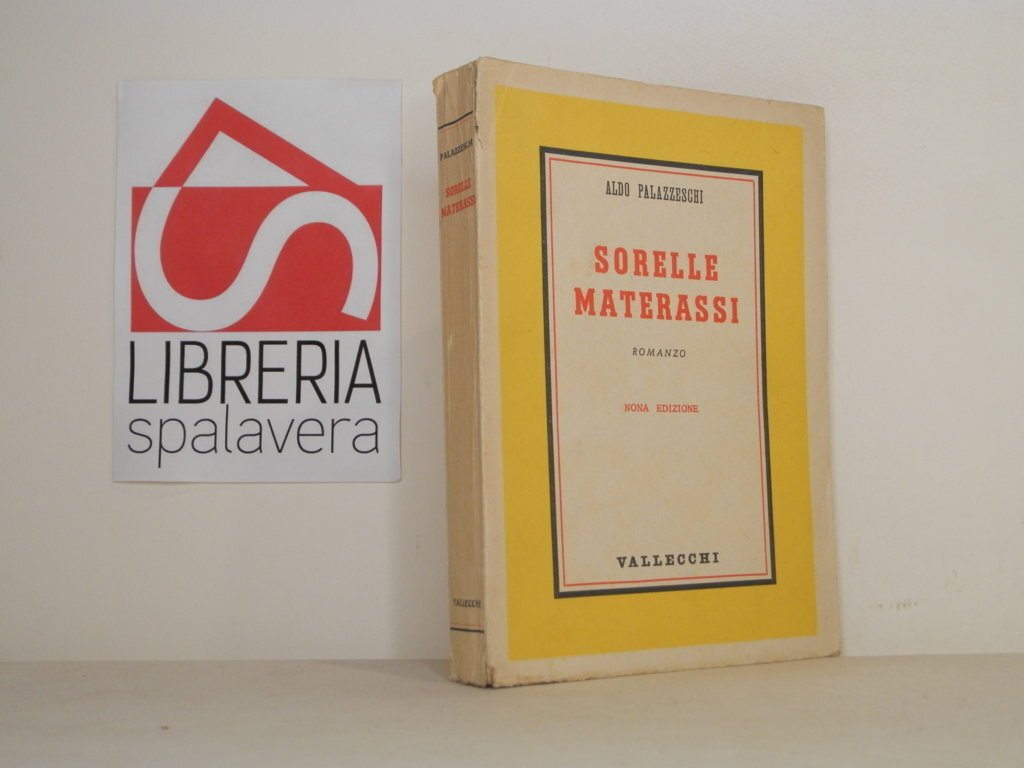 LIBRERIA
spalavera
PALAZZESCHI
SORELLE
MATERASSI
VALLECCHI
ALDO PALAZZESCHI
SORELLE
MATERASSI
ROMANZO
NONA EDIZIONE
VALLECCHI